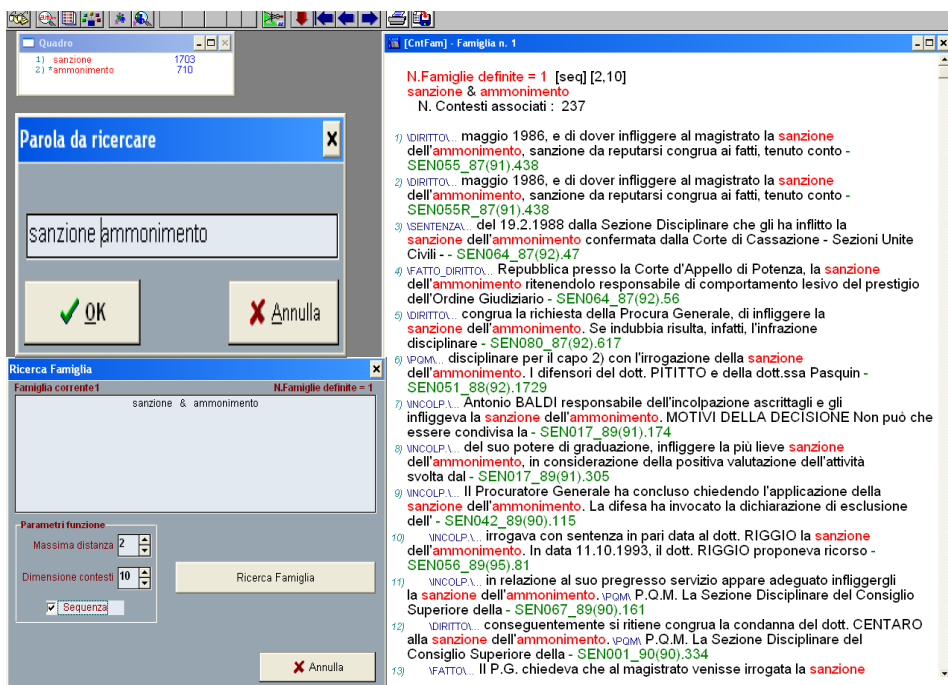 Quadro
1) sanzione 1703
2) *ammonimento 710
Parola da ricercare
sanzione ammonimento
OK
Annulla
Ricerca Famiglia
Famiglia corrente1 N.Famiglie definite = 1
sanzione & ammonimento
Parametri funzione
Massima distanza 2
Dimensione contesti 10
Sequenza
Ricerca Famiglia
Annulla
[CntFam] - Famiglia n. 1
N.Famiglie definite = 1 [seq] [2,10]
sanzione & ammonimento
N. Contesti associati : 237
1) \DIRITTO\... maggio 1986, e di dover infliggere al magistrato la sanzione
dell'ammonimento, sanzione da reputarsi congrua ai fatti, tenuto conto -
SEN055_87(91).438
2) \DIRITTO\... maggio 1986, e di dover infliggere al magistrato la sanzione
dell'ammonimento, sanzione da reputarsi congrua ai fatti, tenuto conto -
SEN055R_87(91).438
3) \SENTENZA\... del 19.2.1988 dalla Sezione Disciplinare che gli ha inflitto la
sanzione dell'ammonimento confermata dalla Corte di Cassazione - Sezioni Unite
Civili - - SEN064_87(92).47
4) \FATTO_DIRITTO\... Repubblica presso la Corte d'Appello di Potenza, la sanzione
dell'ammonimento ritenendolo responsabile di comportamento lesivo del prestigio
dell'Ordine Giudiziario - SEN064_87(92).56
5) \DIRITTO\... congrua la richiesta della Procura Generale, di infliggere la
sanzione dell'ammonimento. Se indubbia risulta, infatti, l'infrazione
disciplinare - SEN080_87(92).617
6) \PQM\... disciplinare per il capo 2) con l'irrogazione della sanzione
dell'ammonimento. I difensori del dott. PITITTO e della dott.ssa Pasquin -
SEN051_88(92).1729
7) \INCOLP.\... Antonio BALDI responsabile dell'incolpazione ascrittagli e gli
infliggeva la sanzione dell'ammonimento. MOTIVI DELLA DECISIONE Non può che
essere condivisa la - SEN017_89(91).174
8) \INCOLP.\... del suo potere di graduazione, infliggere la più lieve sanzione
dell'ammonimento, in considerazione della positiva valutazione dell'attività
svolta dal - SEN017_89(91).305
9) \INCOLP.\... Il Procuratore Generale ha concluso chiedendo l'applicazione della
sanzione dell'ammonimento. La difesa ha invocato la dichiarazione di esclusione
dell' - SEN042_89(90).115
10) \INCOLP.\... irrogava con sentenza in pari data al dott. RIGGIO la sanzione
dell'ammonimento. In data 11.10.1993, il dott. RIGGIO proponeva ricorso -
SEN056_89(95).81
11) \INCOLP.\... in relazione al suo pregresso servizio appare adeguato infliggergli
la sanzione dell'ammonimento. \PQM\ P.Q.M. La Sezione Disciplinare del Consiglio
Superiore della - SEN067_89(90).161
12) \DIRITTO\... conseguentemente si ritiene congrua la condanna del dott. CENTARO
alla sanzione dell'ammonimento. \PQM\ P.Q.M. La Sezione Disciplinare del
Consiglio Superiore della - SEN001_90(90).334
13) \FATTO\... Il P.G. chiedeva che al magistrato venisse irrogata la sanzione